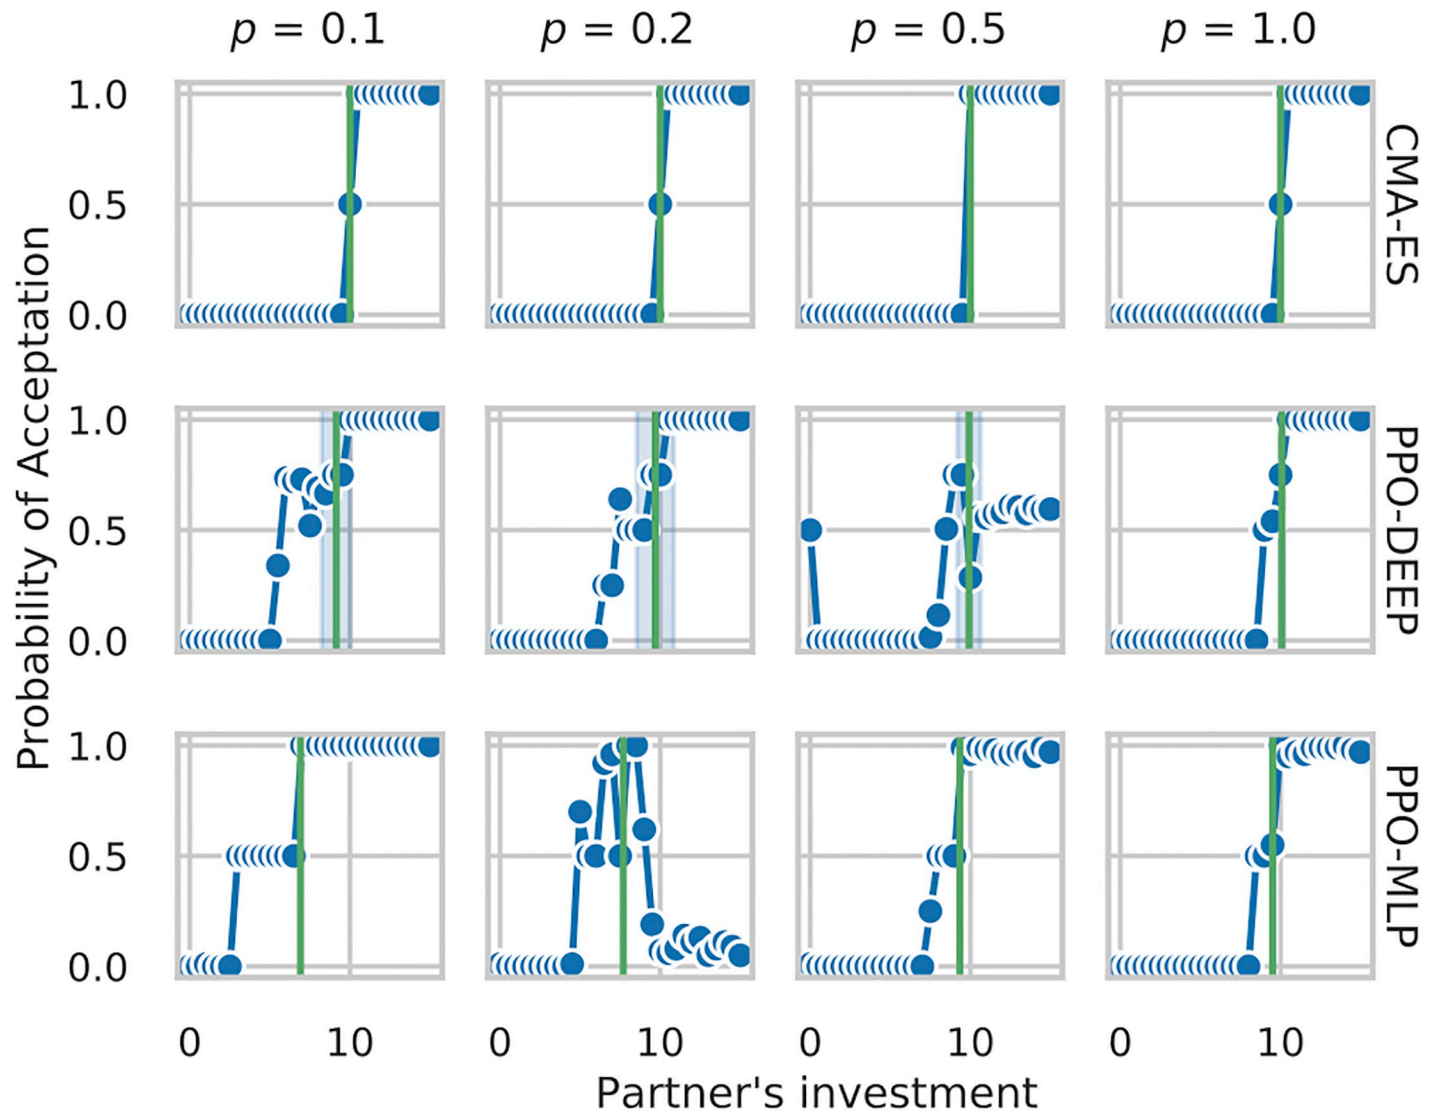 p = 0.1 p = 0.2 p = 0.5 p = 1.0
Probability of Acceptance
1.0
0.5
0.0
CMA-ES
1.0
0.5
0.0
PPO-DEEP
1.0
0.5
0.0
PPO-MLP
0 10 0 10 0 10 0 10
Partner's investment